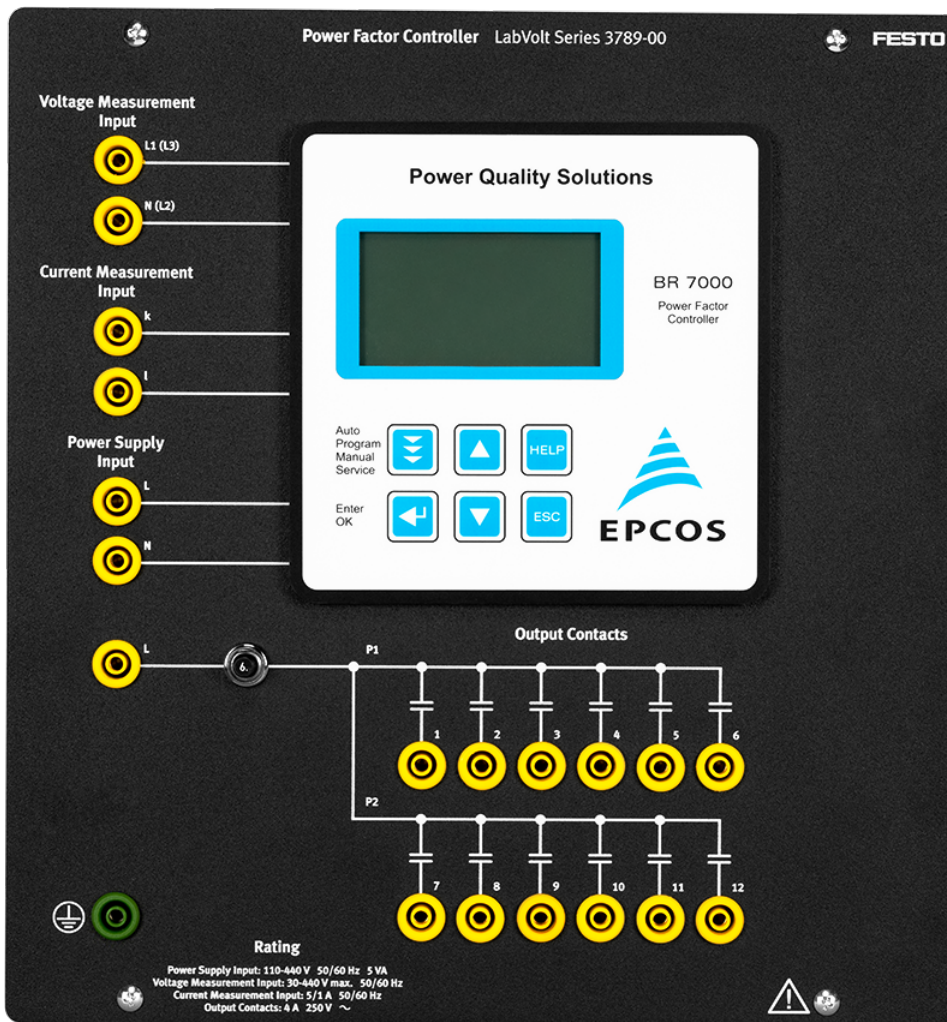 Power Factor Controller LabVolt Series 3789-00
FESTO
Voltage Measurement
Input
L1 (L3)
N (L2)
Current Measurement
Input
k
l
Power Supply
Input
L
N
L
Power Quality Solutions
BR 7000
Power Factor
Controller
Auto
Program
Manual
Service
HELP
Enter
OK
ESC
EPCOS
Output Contacts
6.
P1
1 2 3 4 5 6
P2
7 8 9 10 11 12
Rating
Power Supply Input: 110-440 V 50/60 Hz 5 VA
Voltage Measurement Input: 30-440 V max. 50/60 Hz
Current Measurement Input: 5/1 A 50/60 Hz
Output Contacts: 4 A 250 V ~